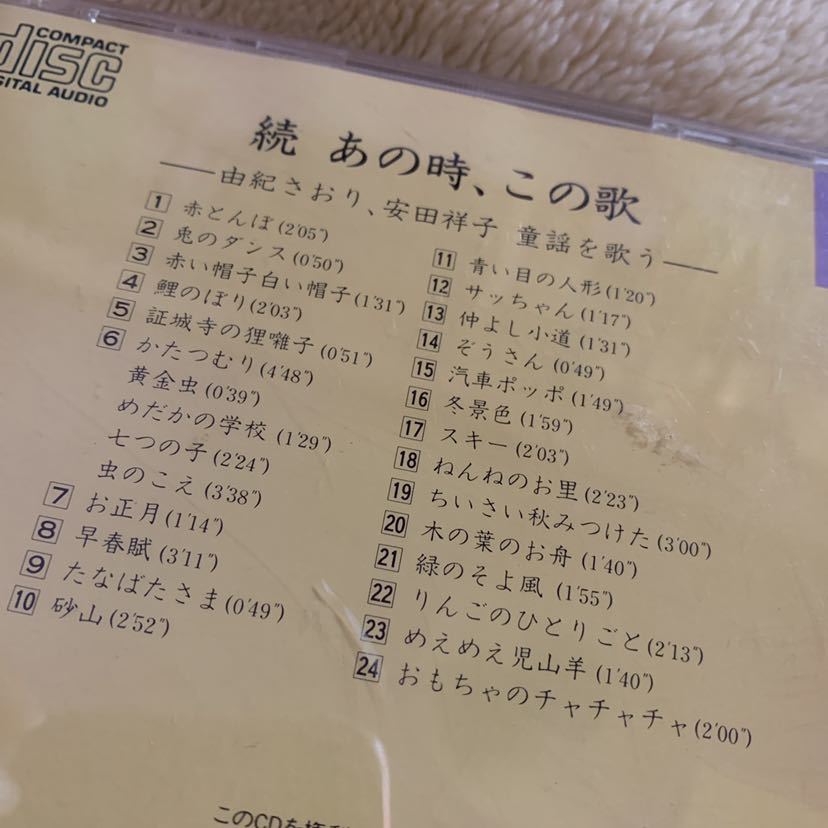 COMPACT
disc
DIGITAL AUDIO
続 あの時、この歌
──由紀さおり、安田祥子 童謡を歌う──
1 赤とんぼ(2'05")
2 兎のダンス(0'50")
3 赤い帽子白い帽子(1'31")
4 鯉のぼり(2'03")
5 証城寺の狸囃子(0'51")
6 かたつむり(4'48")
黄金虫(0'39")
めだかの学校(1'29")
七つの子(2'24")
虫のこえ(3'38")
7 お正月(1'14")
8 早春賦(3'11")
9 たなばたさま(0'49")
10 砂山(2'52")
11 青い目の人形(1'20")
12 サッちゃん(1'17")
13 仲よし小道(1'31")
14 ぞうさん(0'49")
15 汽車ポッポ(1'49")
16 冬景色(1'59")
17 スキー(2'03")
18 ねんねのお里(2'23")
19 ちいさい秋みつけた(3'00")
20 木の葉のお舟(1'40")
21 緑のそよ風(1'55")
22 りんごのひとりごと(2'13")
23 めえめえ児山羊(1'40")
24 おもちゃのチャチャチャ(2'00")
このCDを